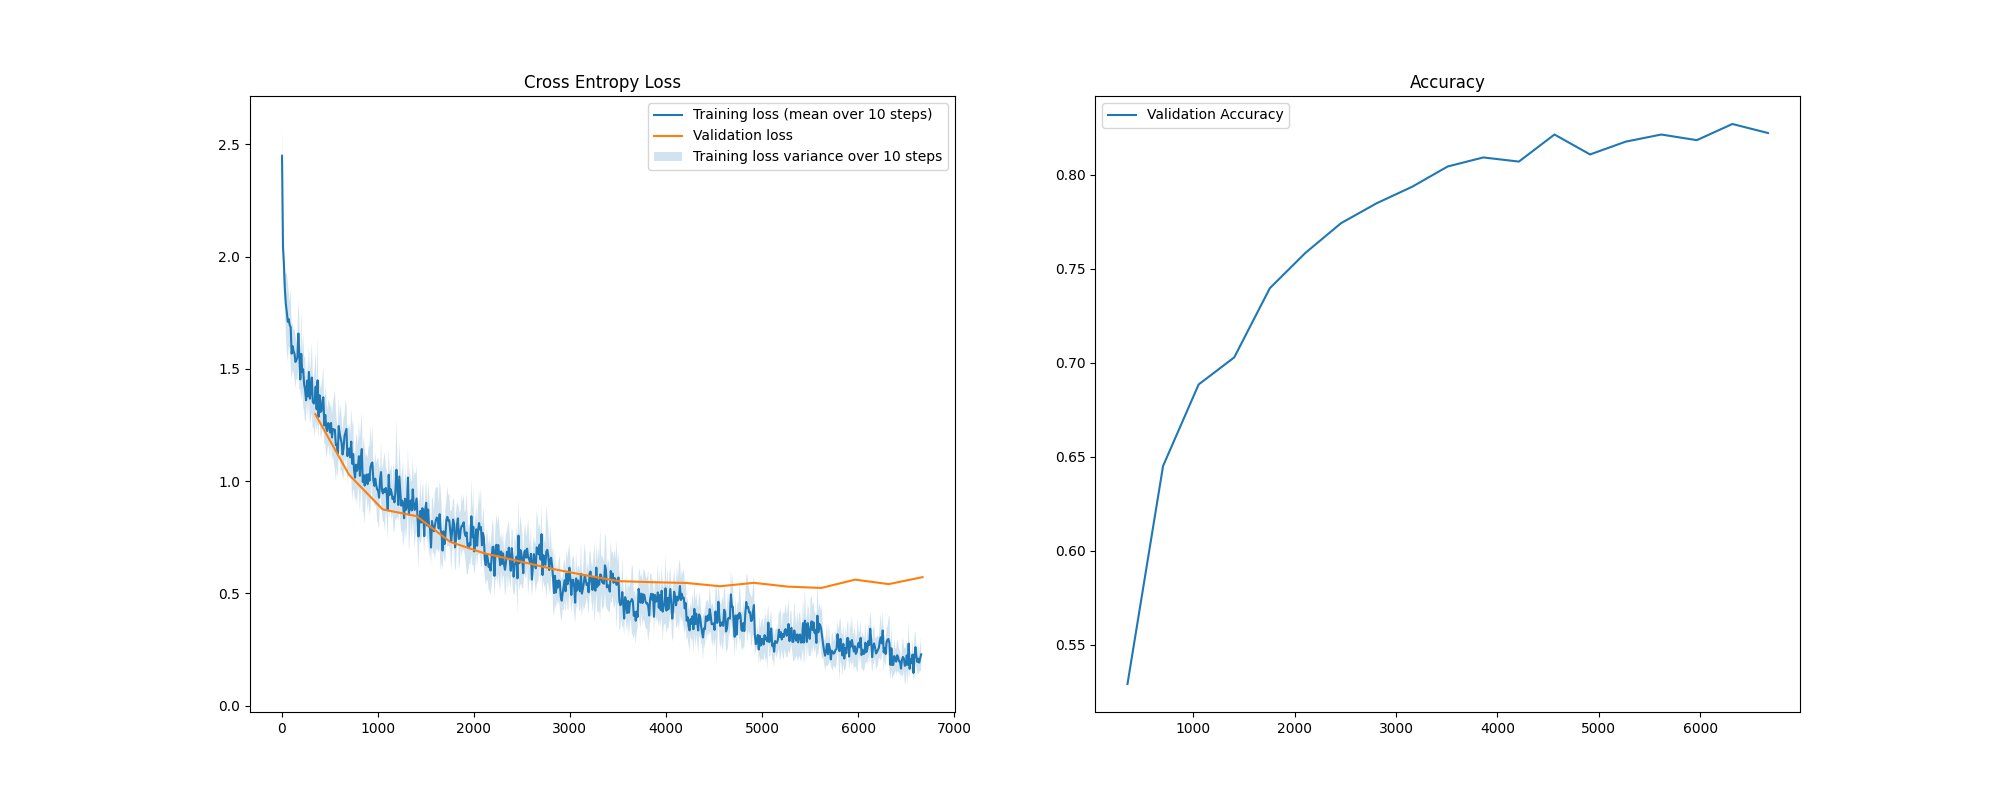 Cross Entropy Loss
Training loss (mean over 10 steps)
Validation loss
Training loss variance over 10 steps
2.5
2.0
1.5
1.0
0.5
0.0
0 1000 2000 3000 4000 5000 6000 7000
Accuracy
Validation Accuracy
0.80
0.75
0.70
0.65
0.60
0.55
1000 2000 3000 4000 5000 6000